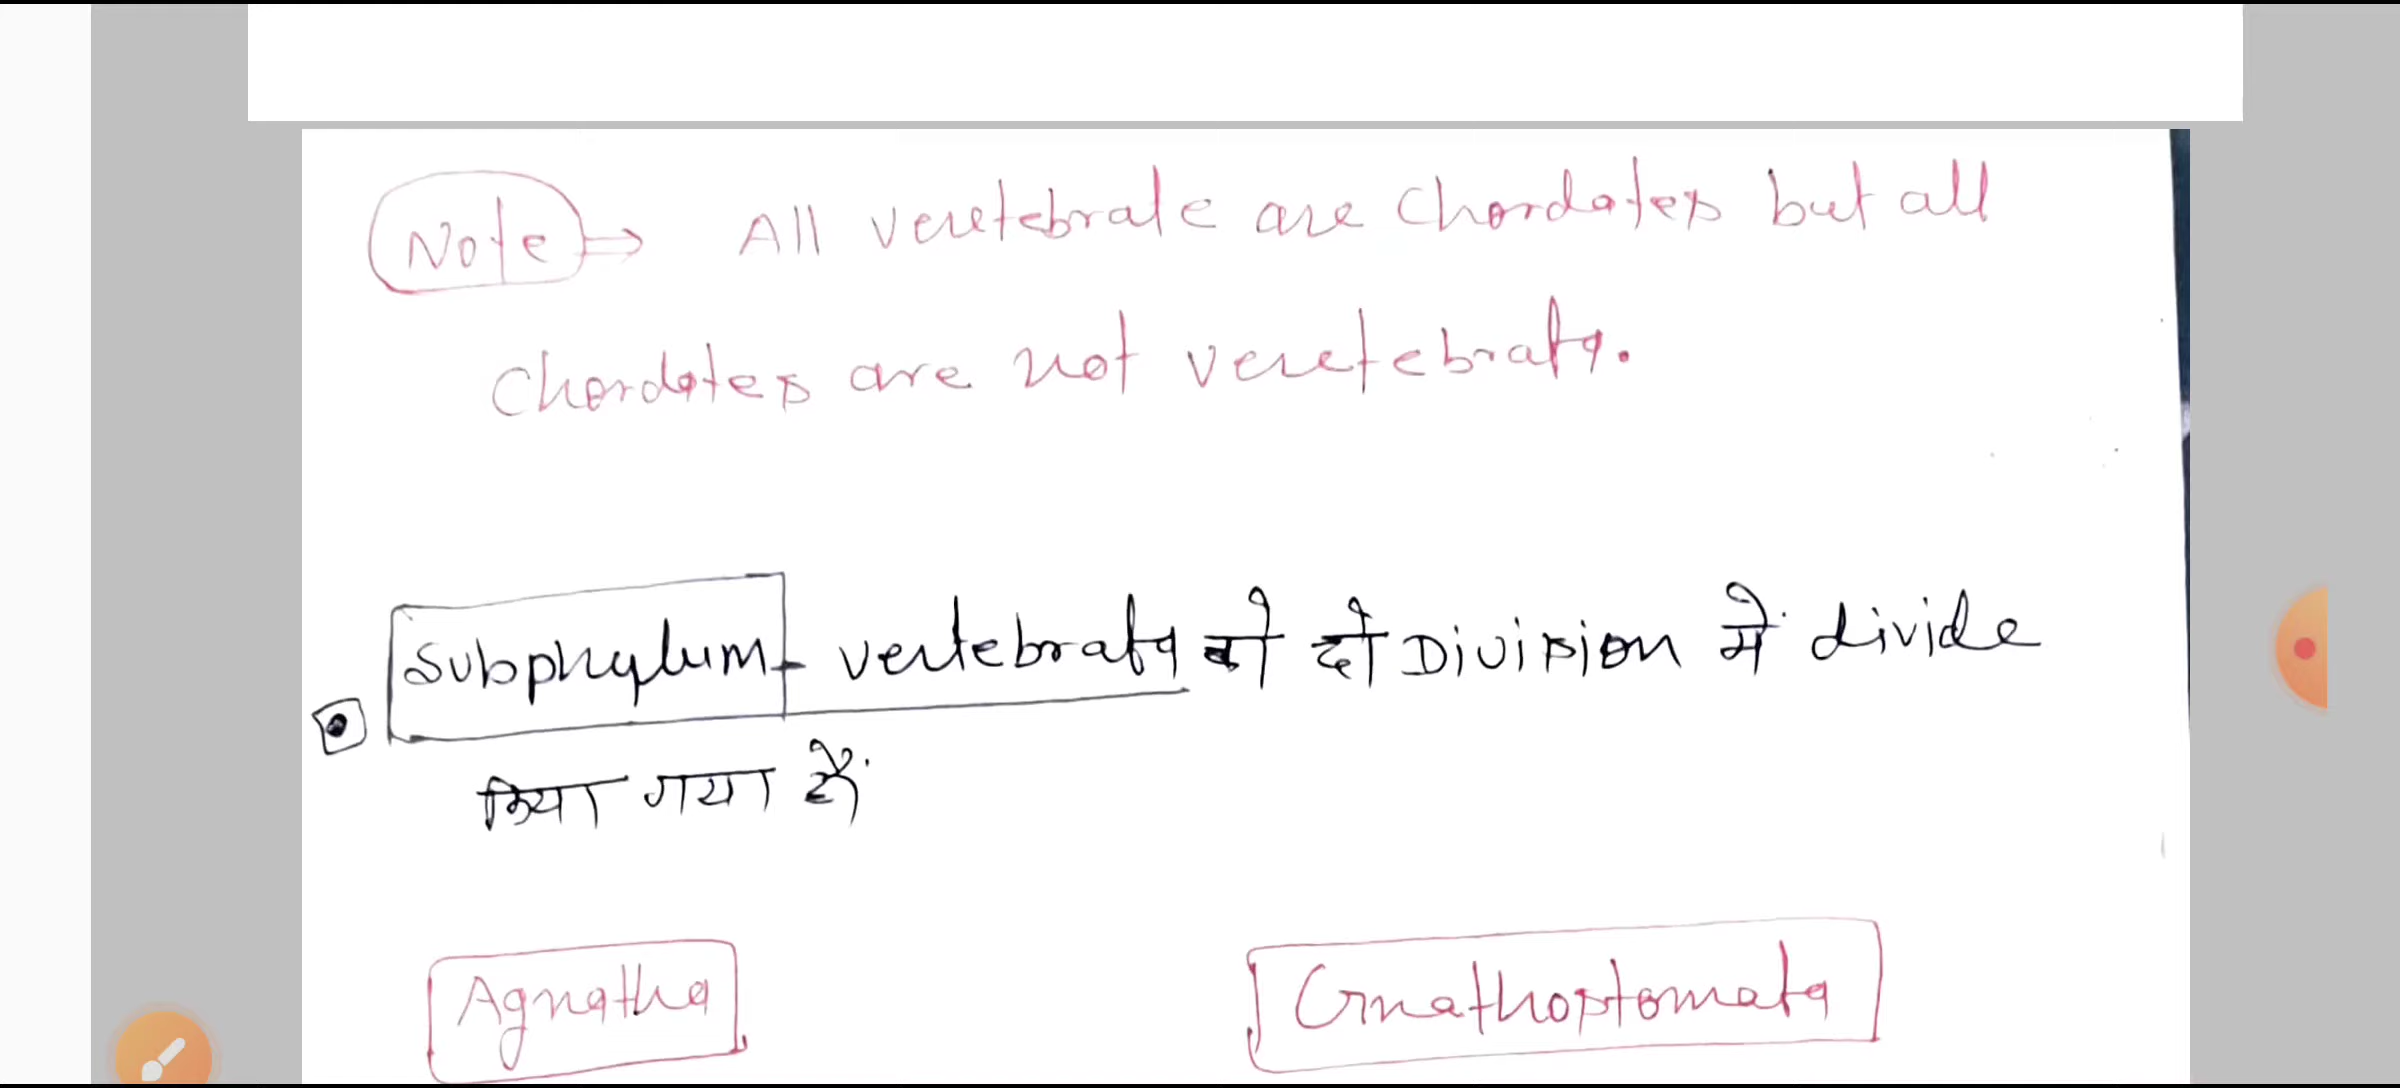 Note → All veretebrate are Chordates but all
Chordates are not veretebrata.
Subphylum - vertebrata को दो Division में divide
किया गया हैं
Agnatha Gnathostomata